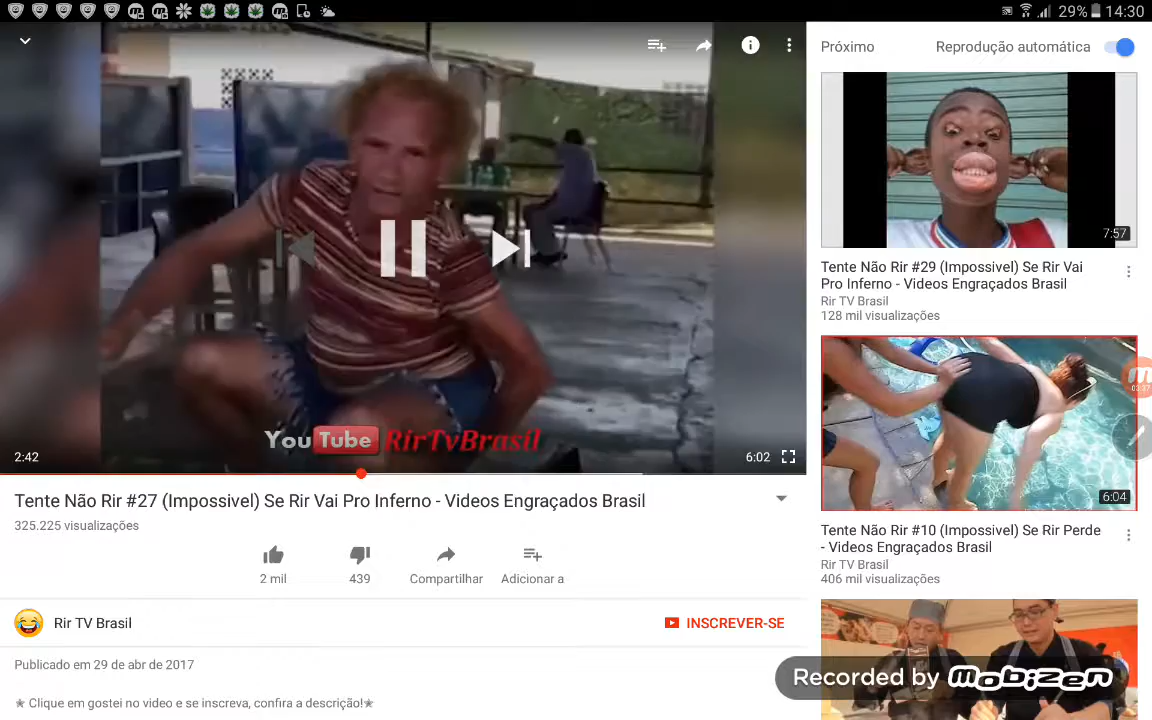 29% 14:30
Próximo
Reprodução automática
YouTube RirTvBrasil
2:42
6:02
Tente Não Rir #27 (Impossivel) Se Rir Vai Pro Inferno - Videos Engraçados Brasil
325.225 visualizações
2 mil
439
Compartilhar
Adicionar a
Rir TV Brasil
INSCREVER-SE
Publicado em 29 de abr de 2017
★ Clique em gostei no video e se inscreva, confira a descrição!★
7:57
Tente Não Rir #29 (Impossivel) Se Rir Vai
Pro Inferno - Videos Engraçados Brasil
Rir TV Brasil
128 mil visualizações
03:37
6:04
Tente Não Rir #10 (Impossivel) Se Rir Perde
- Videos Engraçados Brasil
Rir TV Brasil
406 mil visualizações
Recorded by mobizen